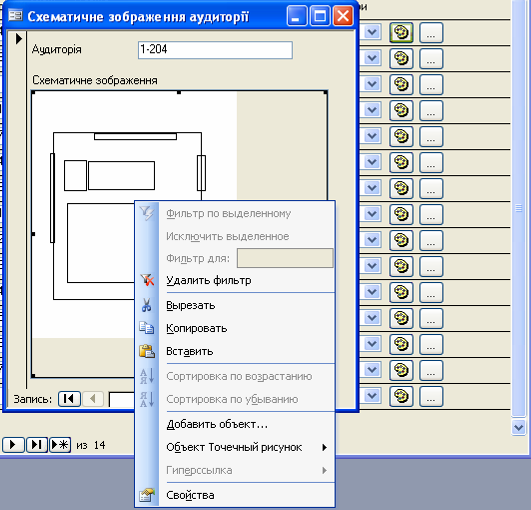 Схематичне зображення аудиторії
ри
Аудиторія
1-204
...
...
Схематичне зображення
...
...
...
...
...
...
...
...
...
...
...
...
...
Фильтр по выделенному
Исключить выделенное
Фильтр для:
Удалить фильтр
Вырезать
Копировать
Вставить
Сортировка по возрастанию
Сортировка по убыванию
Добавить объект...
Объект Точечный рисунок
Гиперссылка
Свойства
Запись:
из 14